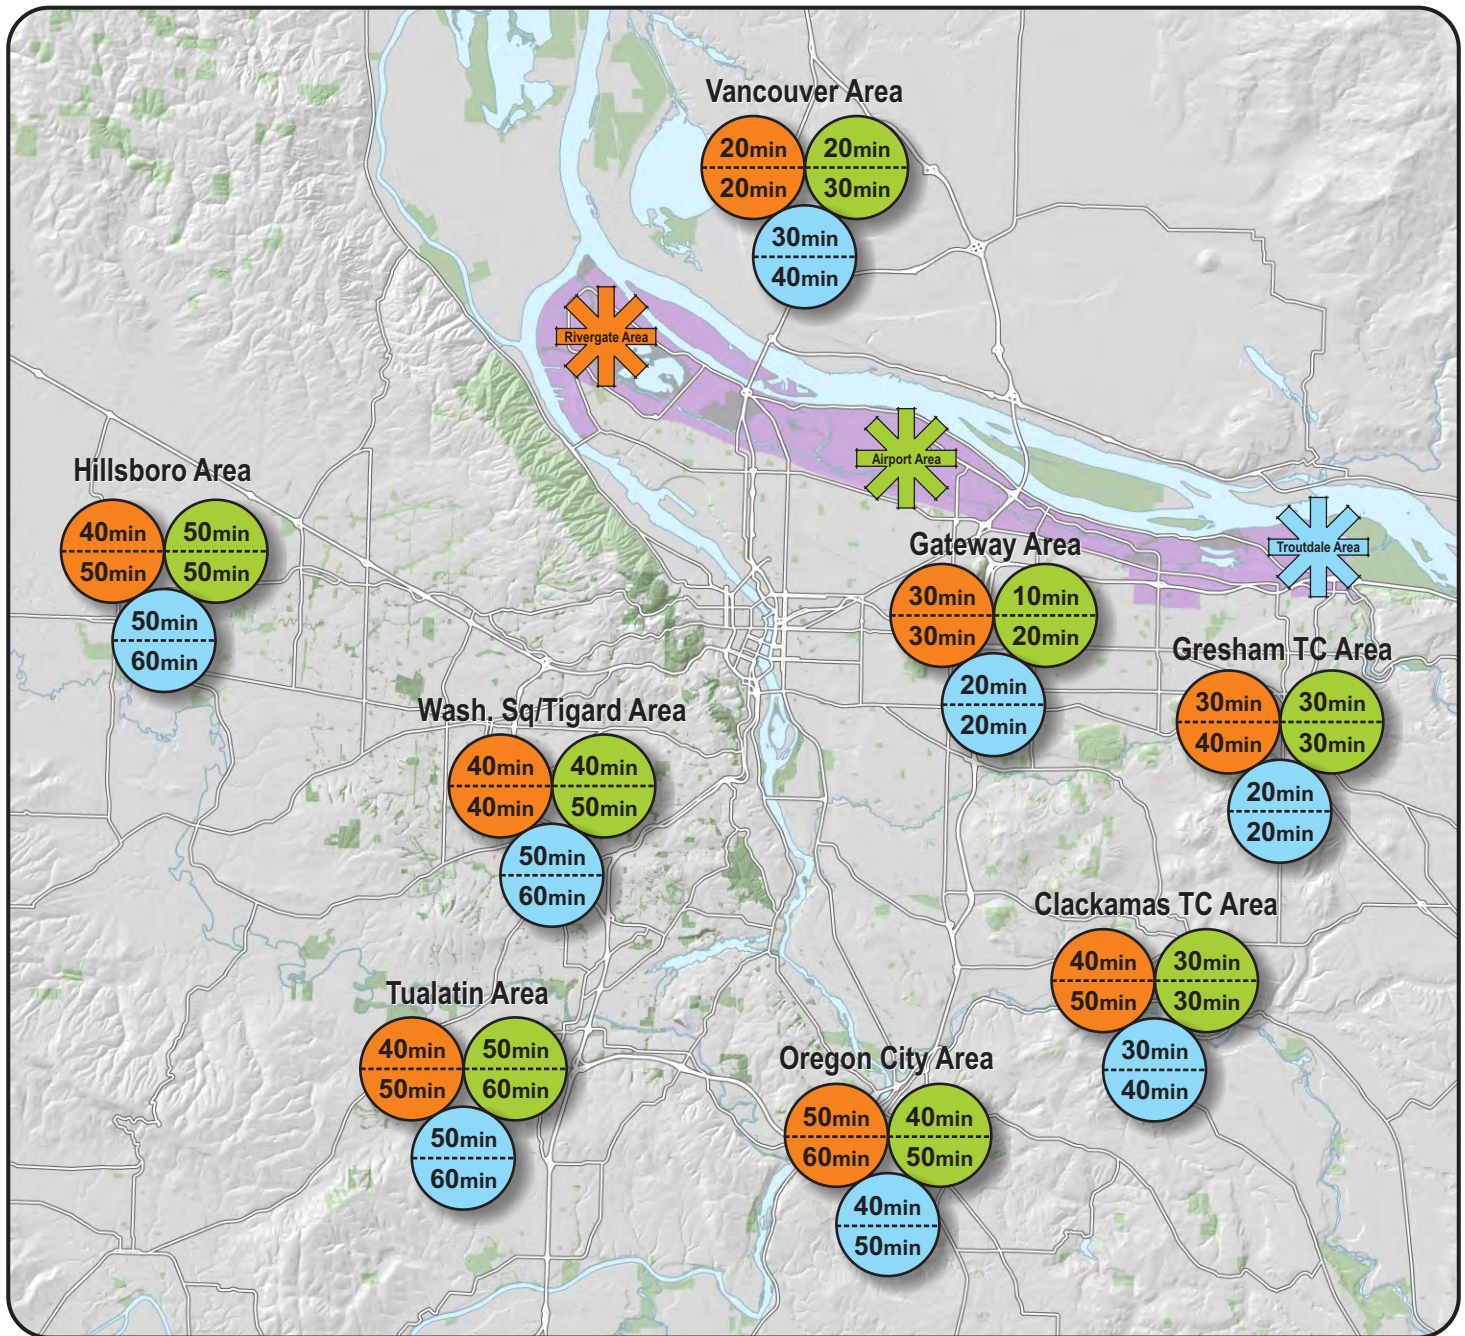 Vancouver Area
20min
20min
20min
30min
30min
40min
Rivergate Area
Airport Area
Troutdale Area
Hillsboro Area
40min
50min
50min
50min
50min
60min
Gateway Area
30min
30min
10min
20min
20min
20min
Gresham TC Area
30min
40min
30min
30min
20min
20min
Wash. Sq/Tigard Area
40min
40min
40min
50min
50min
60min
Clackamas TC Area
40min
50min
30min
30min
30min
40min
Tualatin Area
40min
50min
50min
60min
50min
60min
Oregon City Area
50min
60min
40min
50min
40min
50min